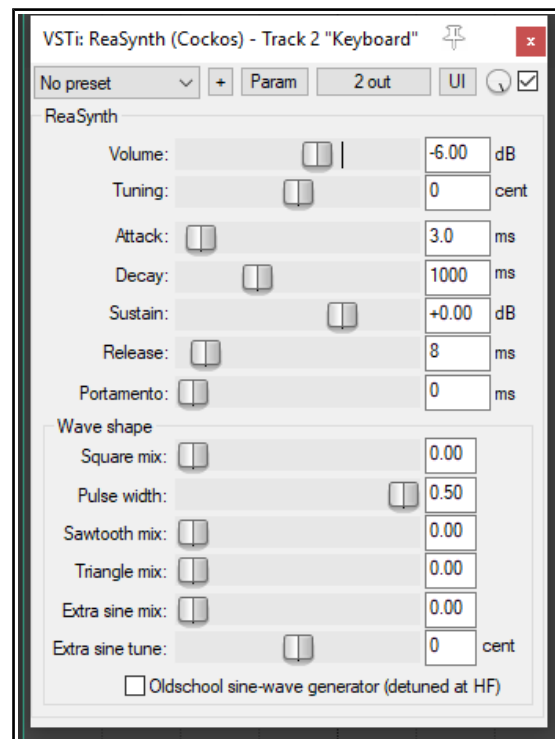 VSTi: ReaSynth (Cockos) - Track 2 "Keyboard" x
No preset + Param 2 out UI
ReaSynth
Volume: -6.00 dB
Tuning: 0 cent
Attack: 3.0 ms
Decay: 1000 ms
Sustain: +0.00 dB
Release: 8 ms
Portamento: 0 ms
Wave shape
Square mix: 0.00
Pulse width: 0.50
Sawtooth mix: 0.00
Triangle mix: 0.00
Extra sine mix: 0.00
Extra sine tune: 0 cent
Oldschool sine-wave generator (detuned at HF)